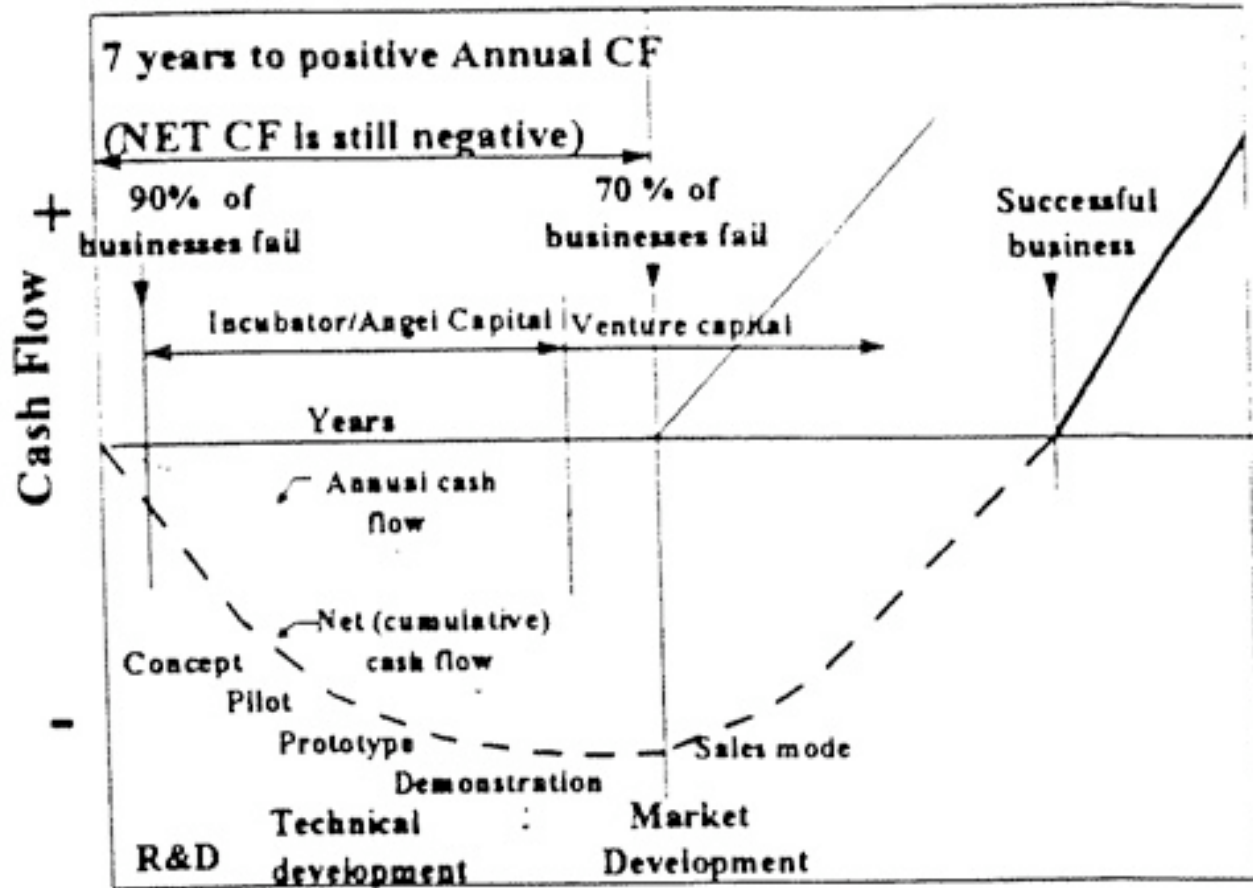 7 years to positive Annual CF
(NET CF is still negative)
90% of
businesses fail
70 % of
businesses fail
Successful
business
+
Cash Flow
-
Incubator/Angel Capital
Venture capital
Years
Annual cash
flow
Net (cumulative)
cash flow
Concept
Pilot
Prototype
Demonstration
Sales mode
R&D
Technical
development
Market
Development